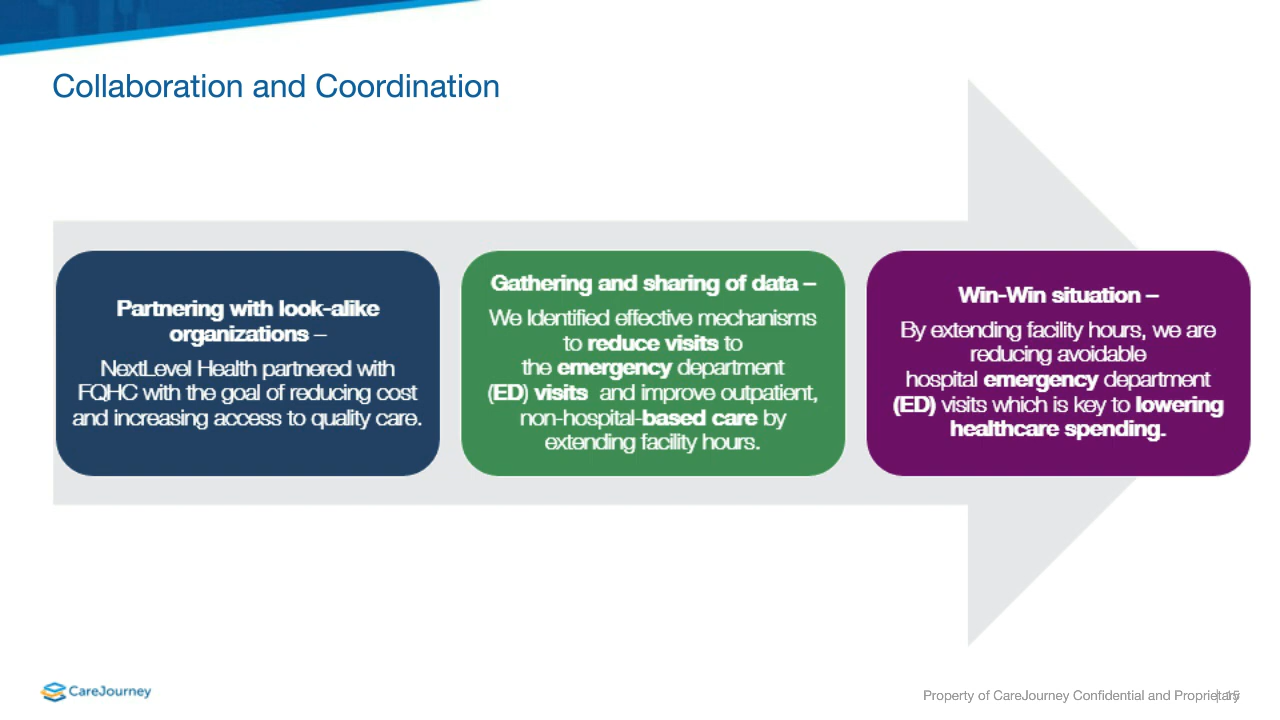 Collaboration and Coordination
Partnering with look-alike
organizations –
NextLevel Health partnered with
FQHC with the goal of reducing cost
and increasing access to quality care.
Gathering and sharing of data –
We Identified effective mechanisms
to reduce visits to
the emergency department
(ED) visits and improve outpatient,
non-hospital-based care by
extending facility hours.
Win-Win situation –
By extending facility hours, we are
reducing avoidable
hospital emergency department
(ED) visits which is key to lowering
healthcare spending.
CareJourney
Property of CareJourney Confidential and Proprietary | 15